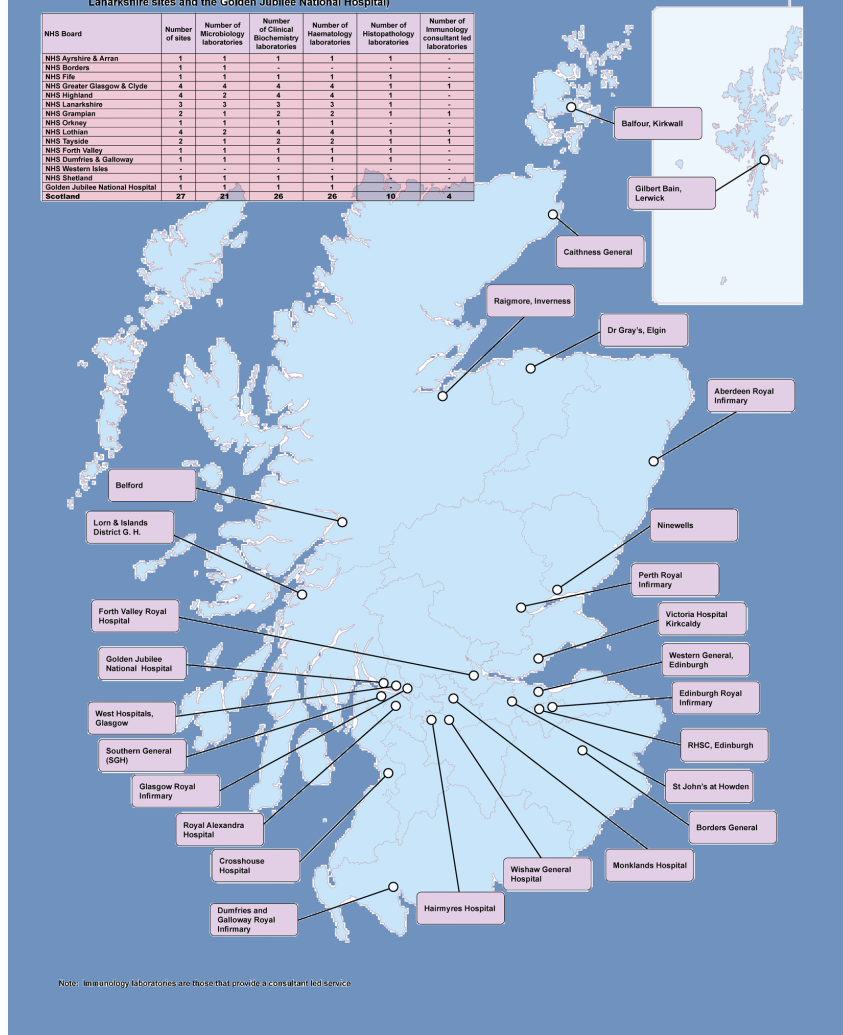 Lanarkshire sites and the Golden Jubilee National Hospital)
NHS Board | Number of sites | Number of Microbiology laboratories | Number of Clinical Biochemistry laboratories | Number of Haematology laboratories | Number of Histopathology laboratories | Number of Immunology consultant led laboratories
NHS Ayrshire & Arran 1 1 1 1 1 -
NHS Borders 1 1 - - - -
NHS Fife 1 1 1 1 1 -
NHS Greater Glasgow & Clyde 4 4 4 4 1 1
NHS Highland 4 2 4 4 1 -
NHS Lanarkshire 3 3 3 3 1 -
NHS Grampian 2 1 2 2 1 1
NHS Orkney 1 1 1 1 - -
NHS Lothian 4 2 4 4 1 1
NHS Tayside 2 1 2 2 1 1
NHS Forth Valley 1 1 1 1 1 -
NHS Dumfries & Galloway 1 1 1 1 1 -
NHS Western Isles - - - - - -
NHS Shetland 1 1 1 1 - -
Golden Jubilee National Hospital 1 1 1 1 - -
Scotland 27 21 26 26 10 4
Balfour, Kirkwall
Gilbert Bain,
Lerwick
Caithness General
Raigmore, Inverness
Dr Gray's, Elgin
Aberdeen Royal
Infirmary
Belford
Lorn & Islands
District G. H.
Ninewells
Perth Royal
Infirmary
Forth Valley Royal
Hospital
Victoria Hospital
Kirkcaldy
Golden Jubilee
National Hospital
Western General,
Edinburgh
Edinburgh Royal
Infirmary
West Hospitals,
Glasgow
RHSC, Edinburgh
Southern General
(SGH)
St John's at Howden
Glasgow Royal
Infirmary
Royal Alexandra
Hospital
Borders General
Crosshouse
Hospital
Monklands Hospital
Wishaw General
Hospital
Hairmyres Hospital
Dumfries and
Galloway Royal
Infirmary
Note: Immunology laboratories are those that provide a consultant led service